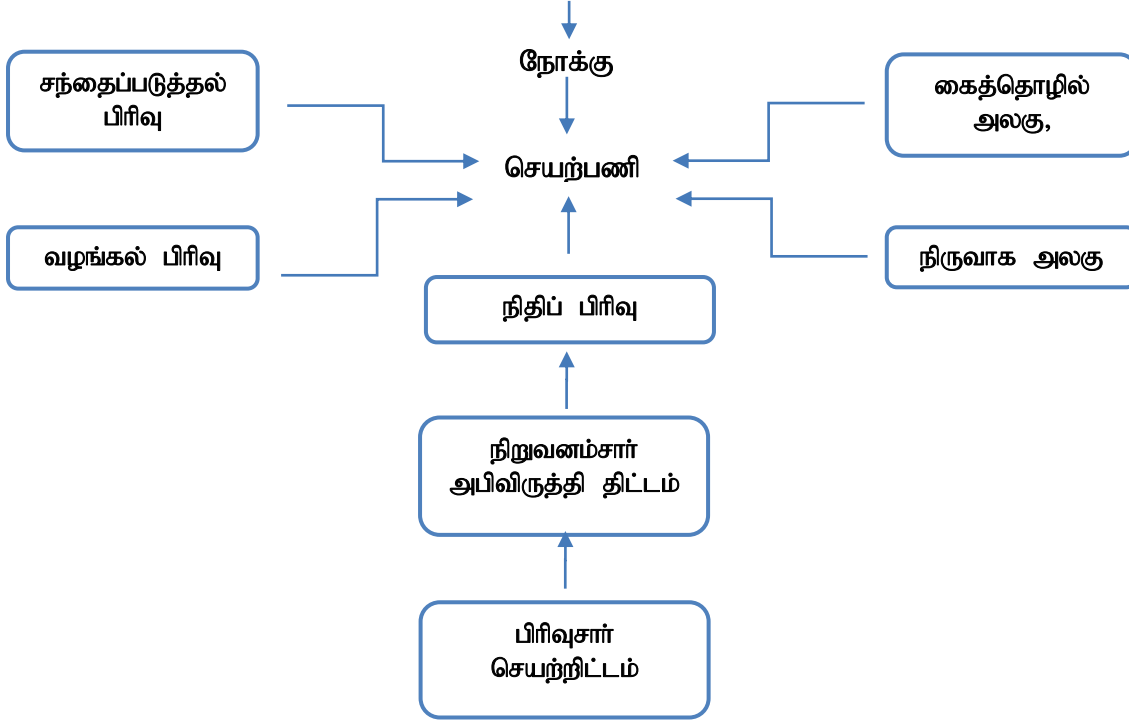 நோக்கு
சந்தைப்படுத்தல்
பிரிவு
கைத்தொழில்
அலகு,
செயற்பணி
வழங்கல் பிரிவு
நிருவாக அலகு
நிதிப் பிரிவு
நிறுவனம்சார்
அபிவிருத்தி திட்டம்
பிரிவுசார்
செயற்றிட்டம்